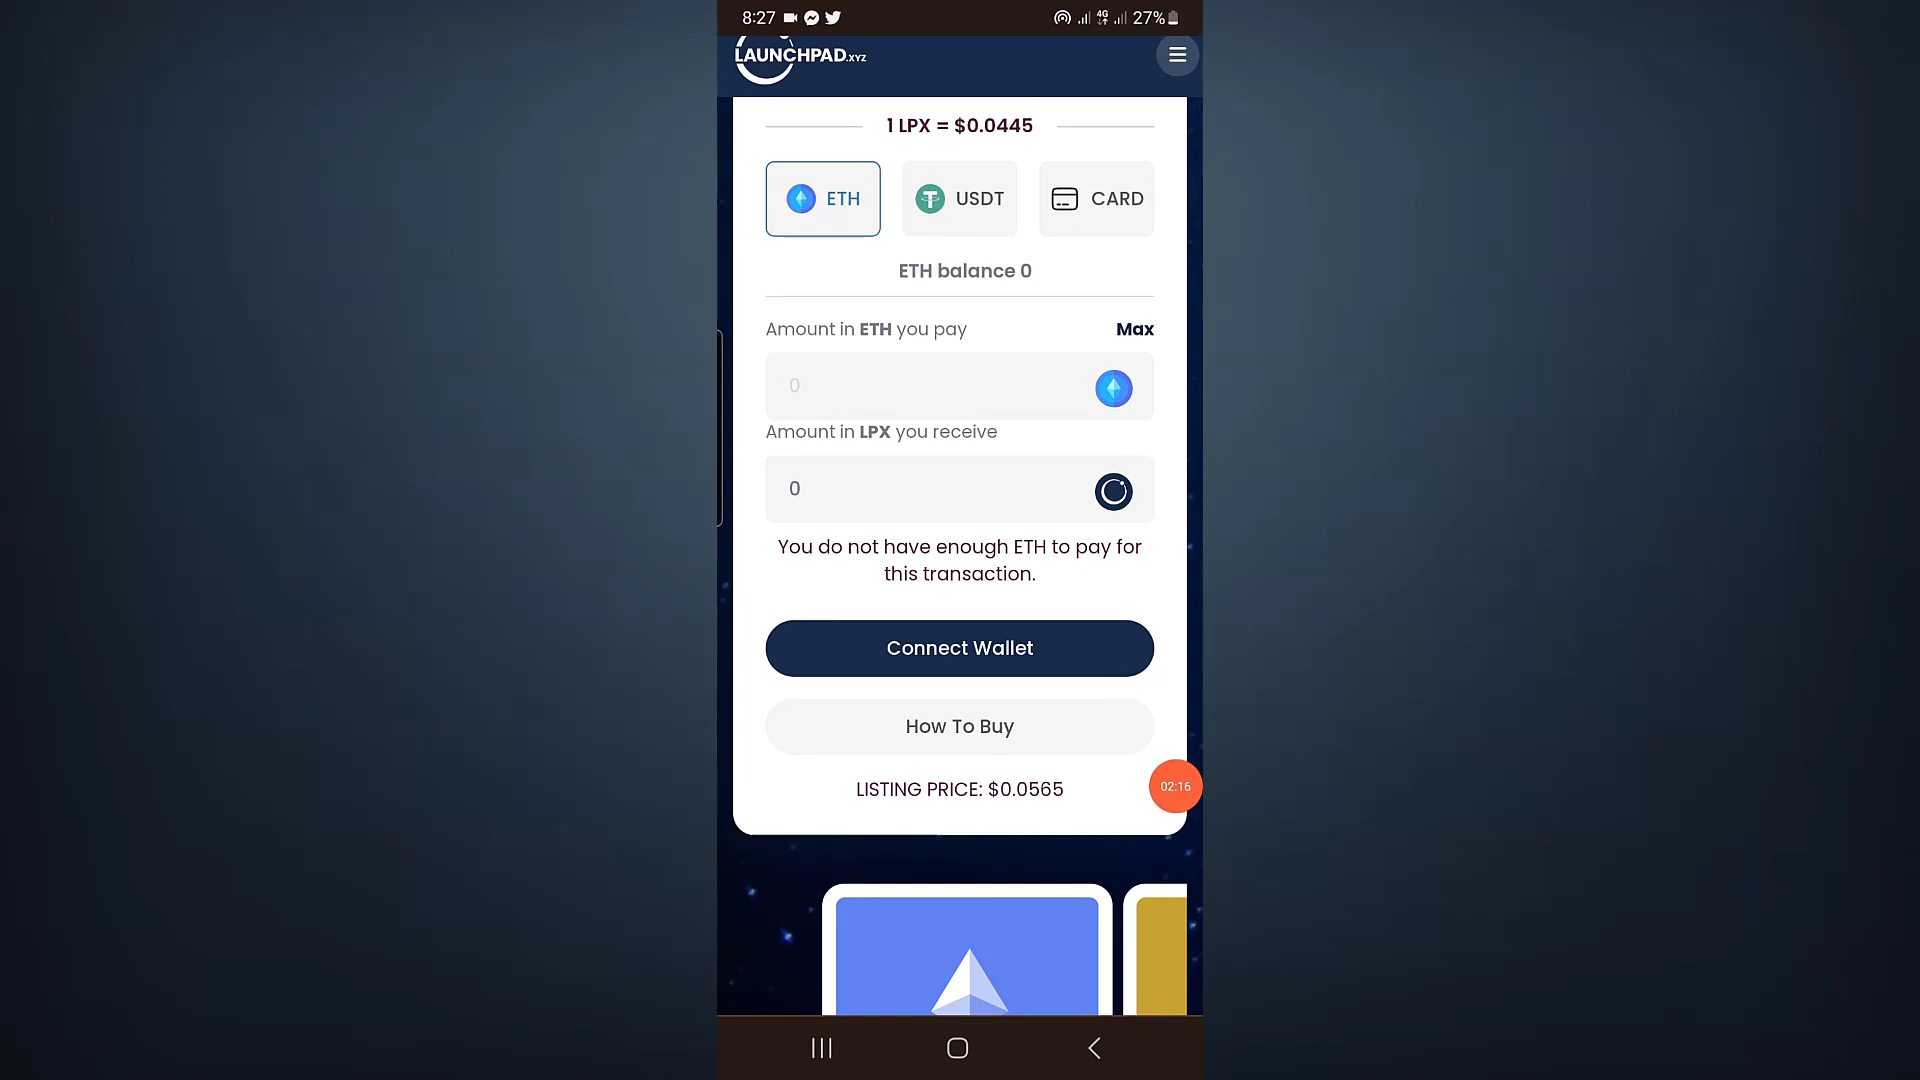 8:27
4G
27%
LAUNCHPAD.XYZ
1 LPX = $0.0445
ETH
USDT
CARD
ETH balance 0
Amount in ETH you pay
Max
0
Amount in LPX you receive
0
You do not have enough ETH to pay for
this transaction.
Connect Wallet
How To Buy
LISTING PRICE: $0.0565
02:16